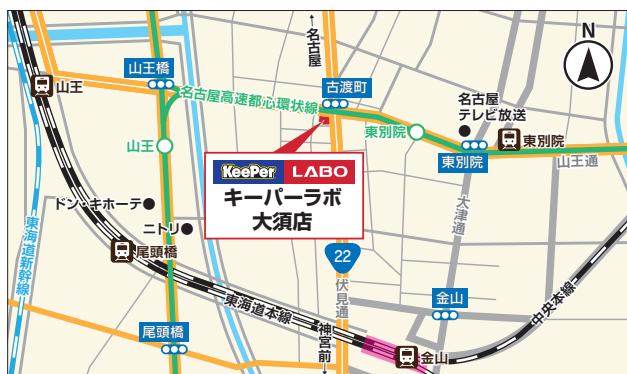 ↑名古屋
N
山王橋
山王
名古屋高速都心環状線
古渡町
名古屋
テレビ放送
東別院
東別院
東別院
山王通
山王
KeePer LABO
キーパーラボ
大須店
大津通
ドン・キホーテ
ニトリ
尾頭橋
22
伏見通
東海道新幹線
東海道本線
金山
中央本線
尾頭橋
神宮前↓
金山